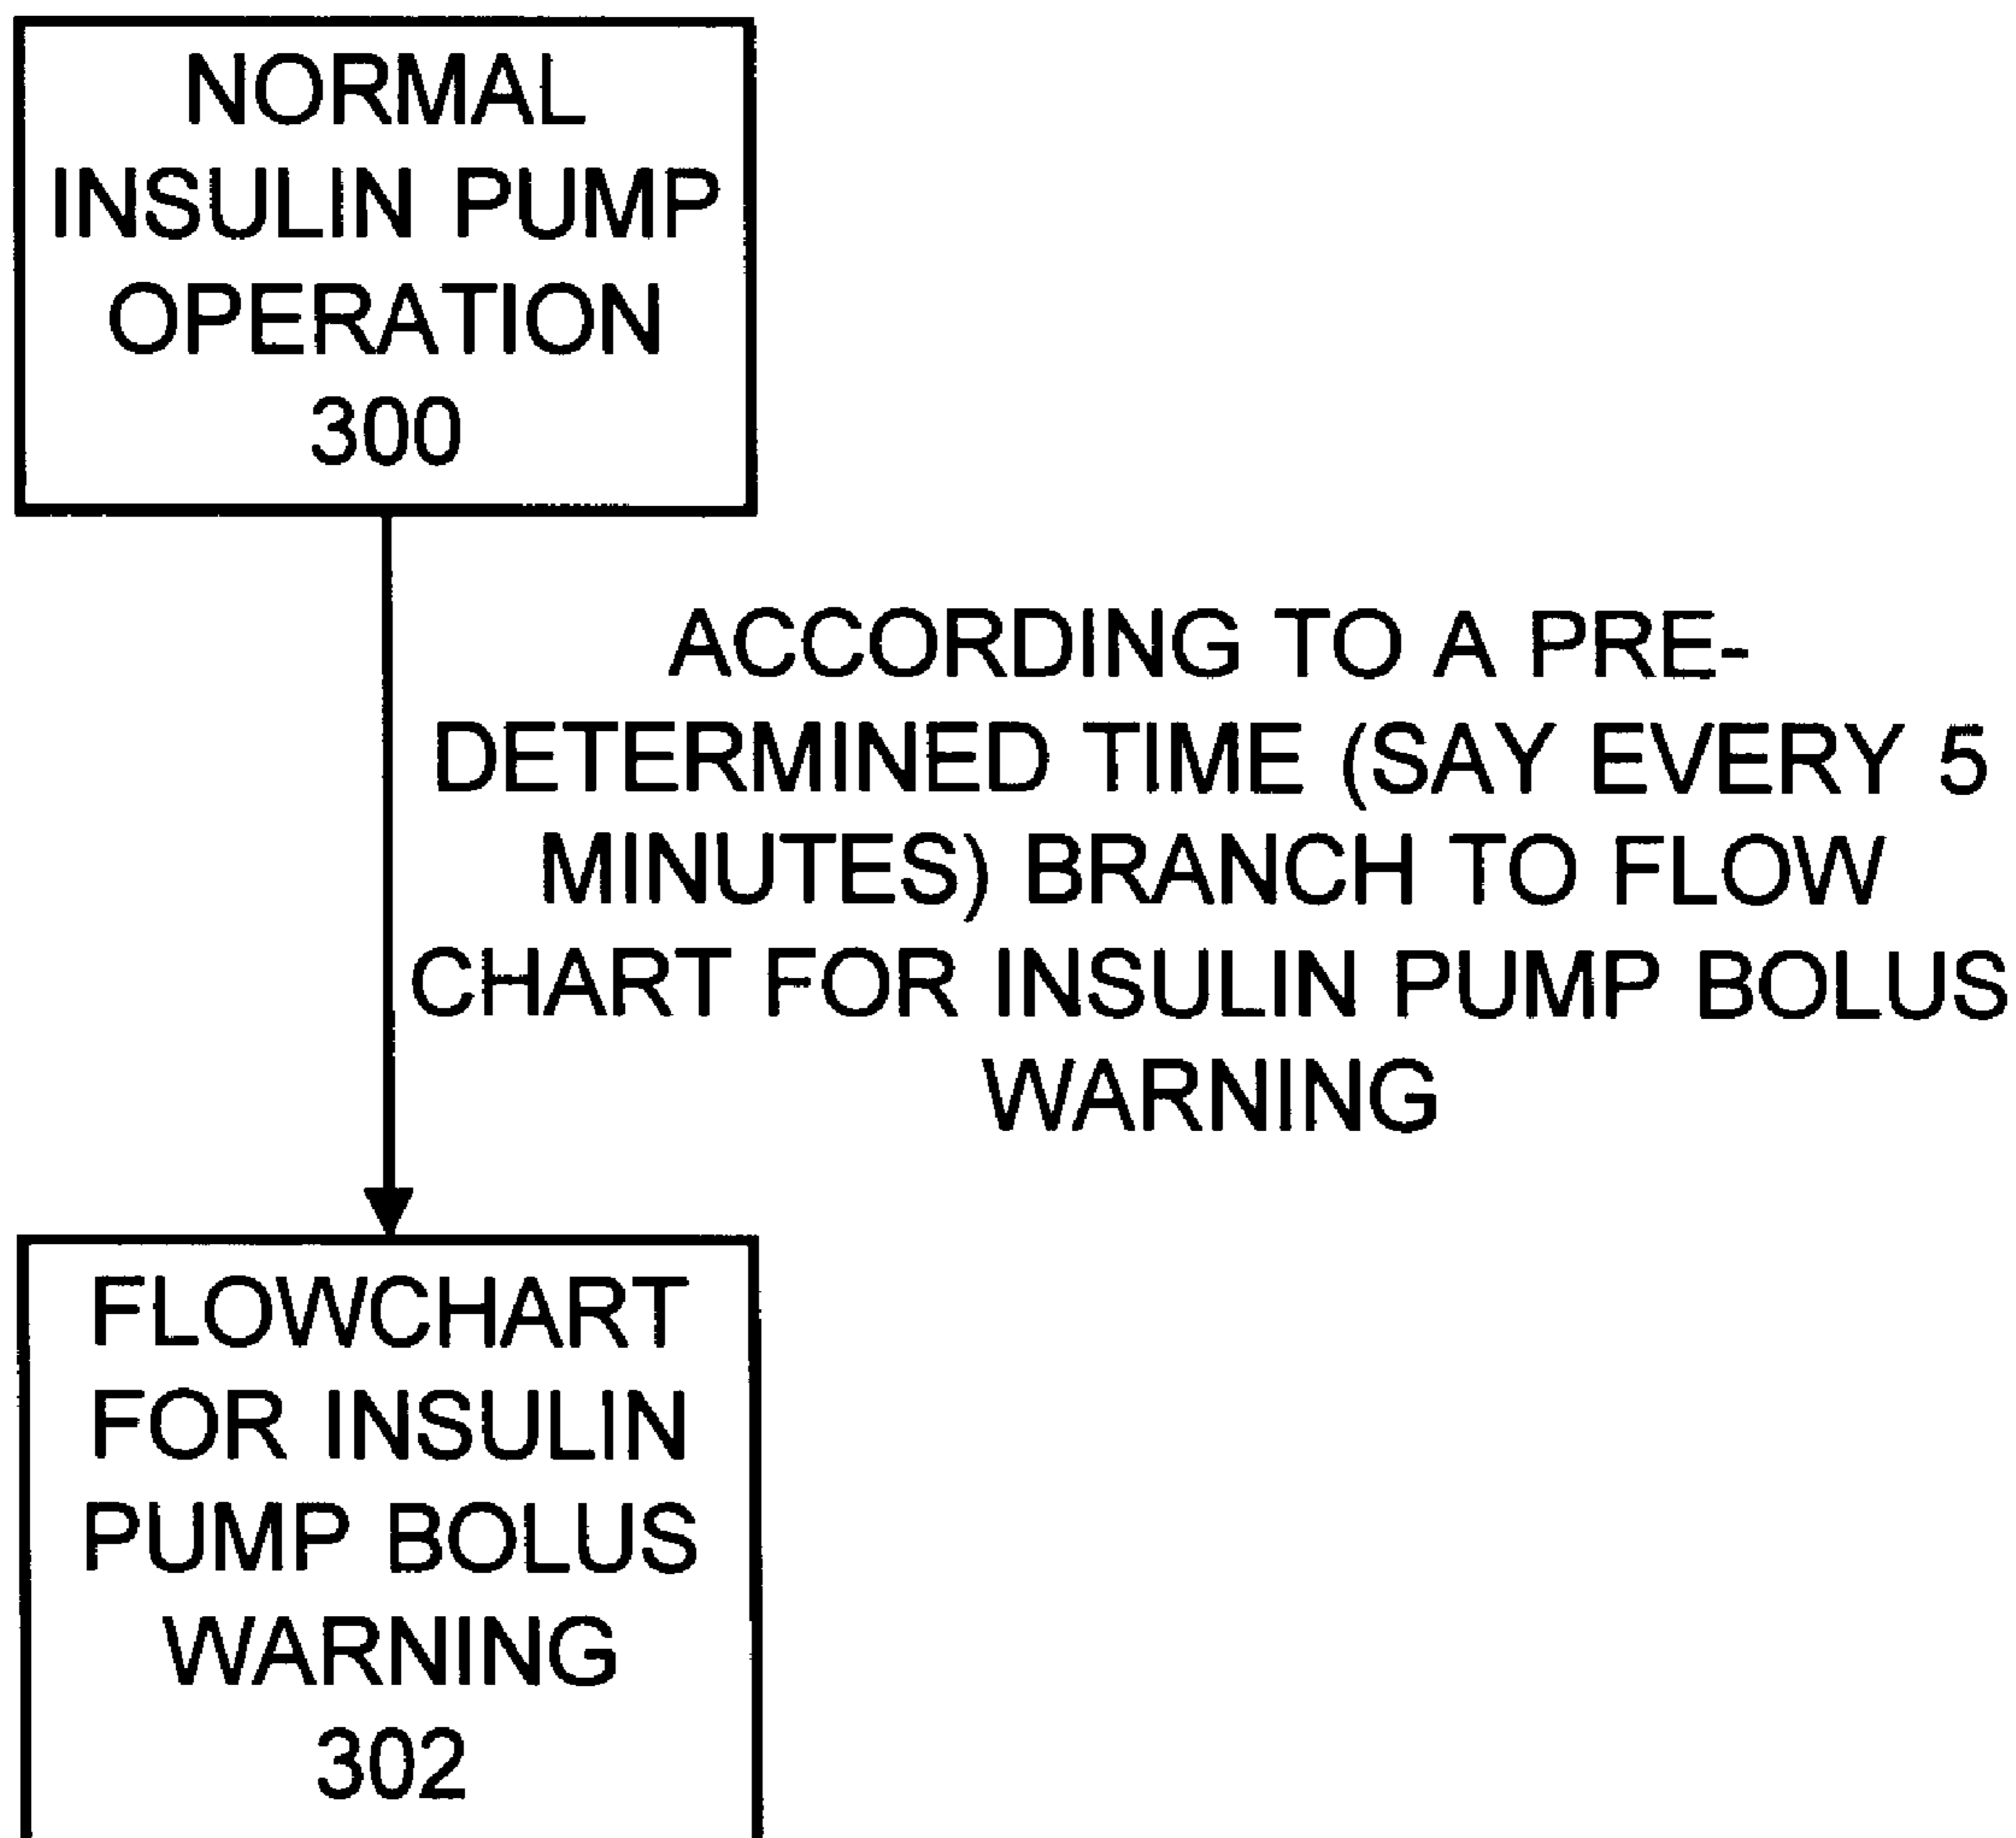 NORMAL
INSULIN PUMP
OPERATION
300
ACCORDING TO A PRE-
DETERMINED TIME (SAY EVERY 5
MINUTES) BRANCH TO FLOW
CHART FOR INSULIN PUMP BOLUS
WARNING
FLOWCHART
FOR INSULIN
PUMP BOLUS
WARNING
302